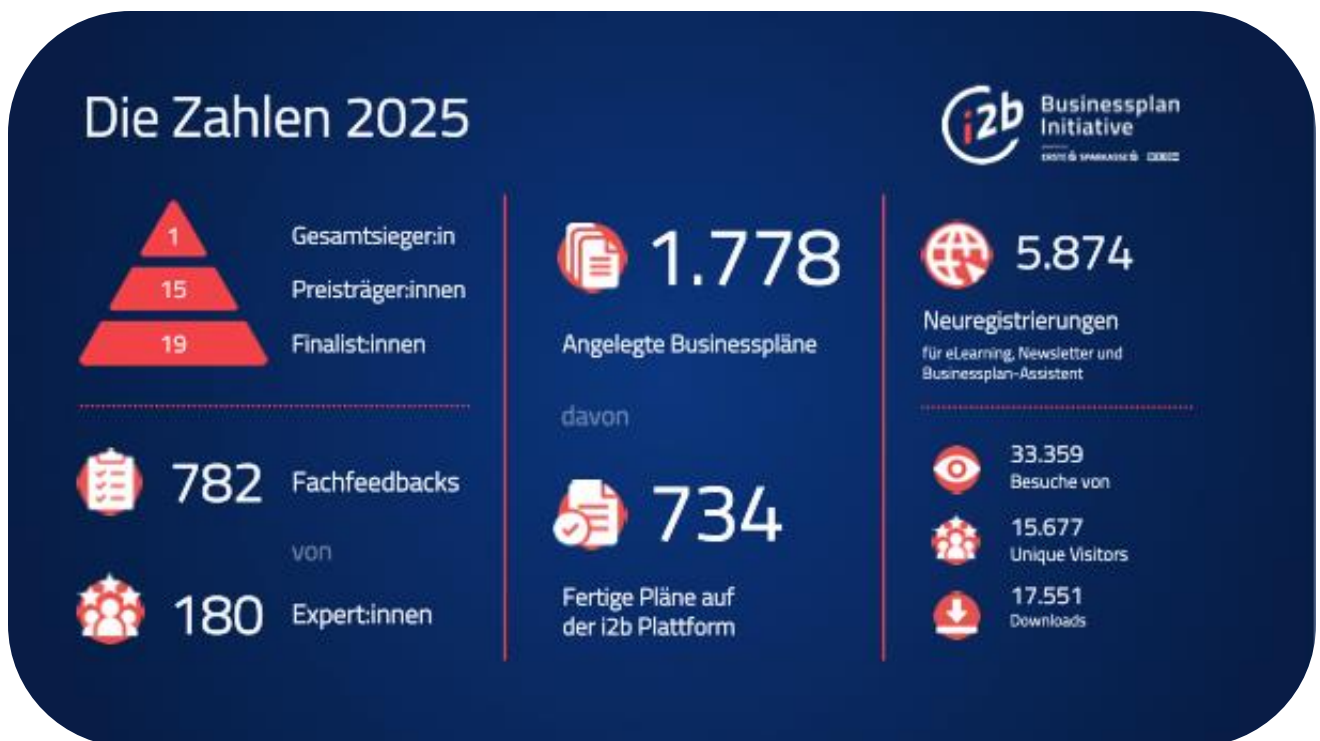 Die Zahlen 2025
i2b
Businessplan
Initiative
ERSTE SPARKASSE
1
Gesamtsieger:in
15
Preisträger:innen
19
Finalist:innen
782 Fachfeedbacks
von
180 Expert:innen
1.778
Angelegte Businesspläne
davon
734
Fertige Pläne auf
der i2b Plattform
5.874
Neuregistrierungen
für eLearning, Newsletter und
Businessplan-Assistent
33.359
Besuche von
15.677
Unique Visitors
17.551
Downloads